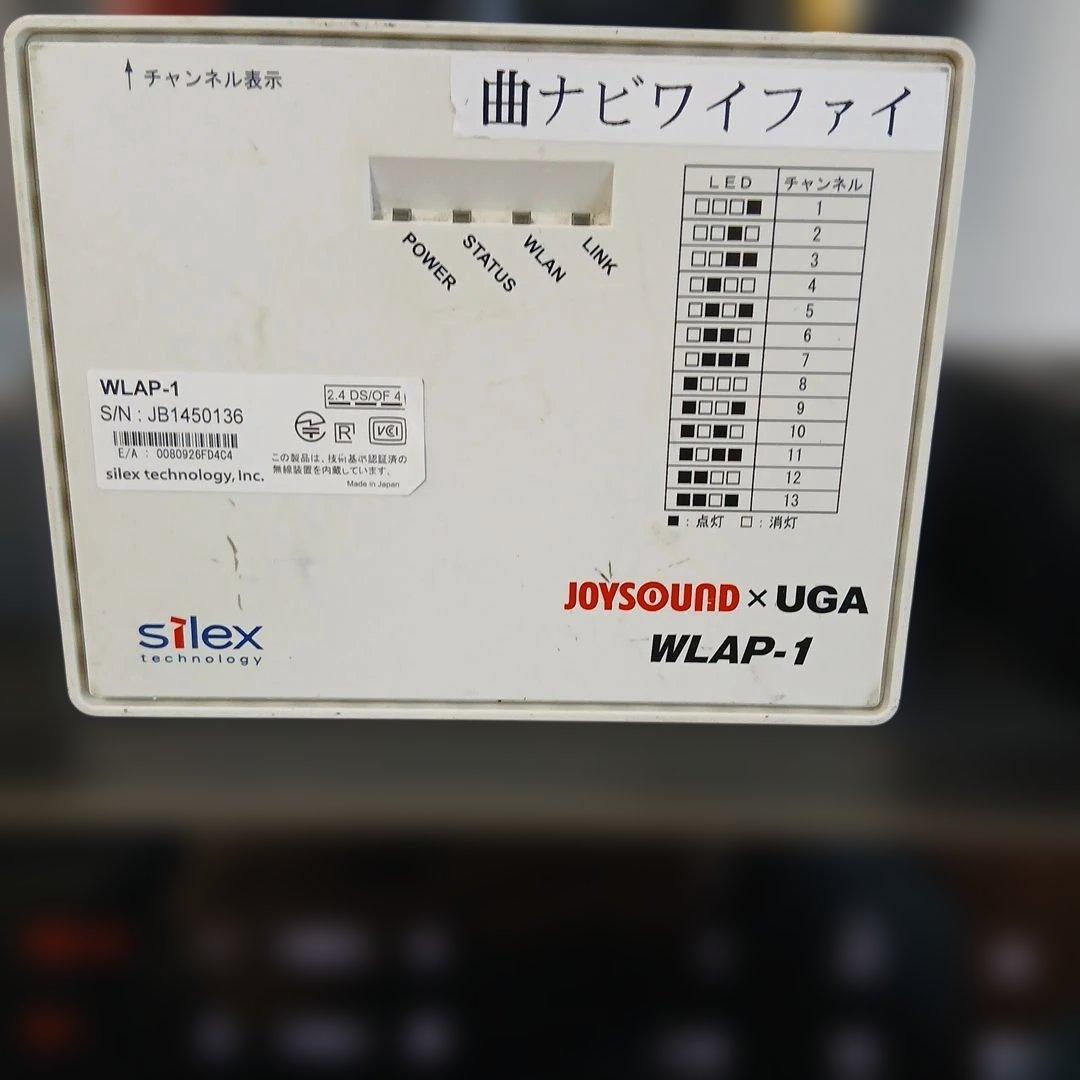 ↑チャンネル表示
曲ナビワイファイ
POWER
STATUS
WLAN
LINK
LED チャンネル
□□□■ 1
□□■□ 2
□□■■ 3
□■□□ 4
□■□■ 5
□■■□ 6
□■■■ 7
■□□□ 8
■□□■ 9
■□■□ 10
■□■■ 11
■■□□ 12
■■□■ 13
■：点灯 □：消灯
WLAP-1
S/N : JB1450136
E/A : 0080926FD4C4
silex technology, Inc.
2.4 DS/OF 4
R
VCI
この製品は、技術基準認証済の
無線装置を内蔵しています。
Made in Japan
JOYSOUND × UGA
WLAP-1
silex
technology